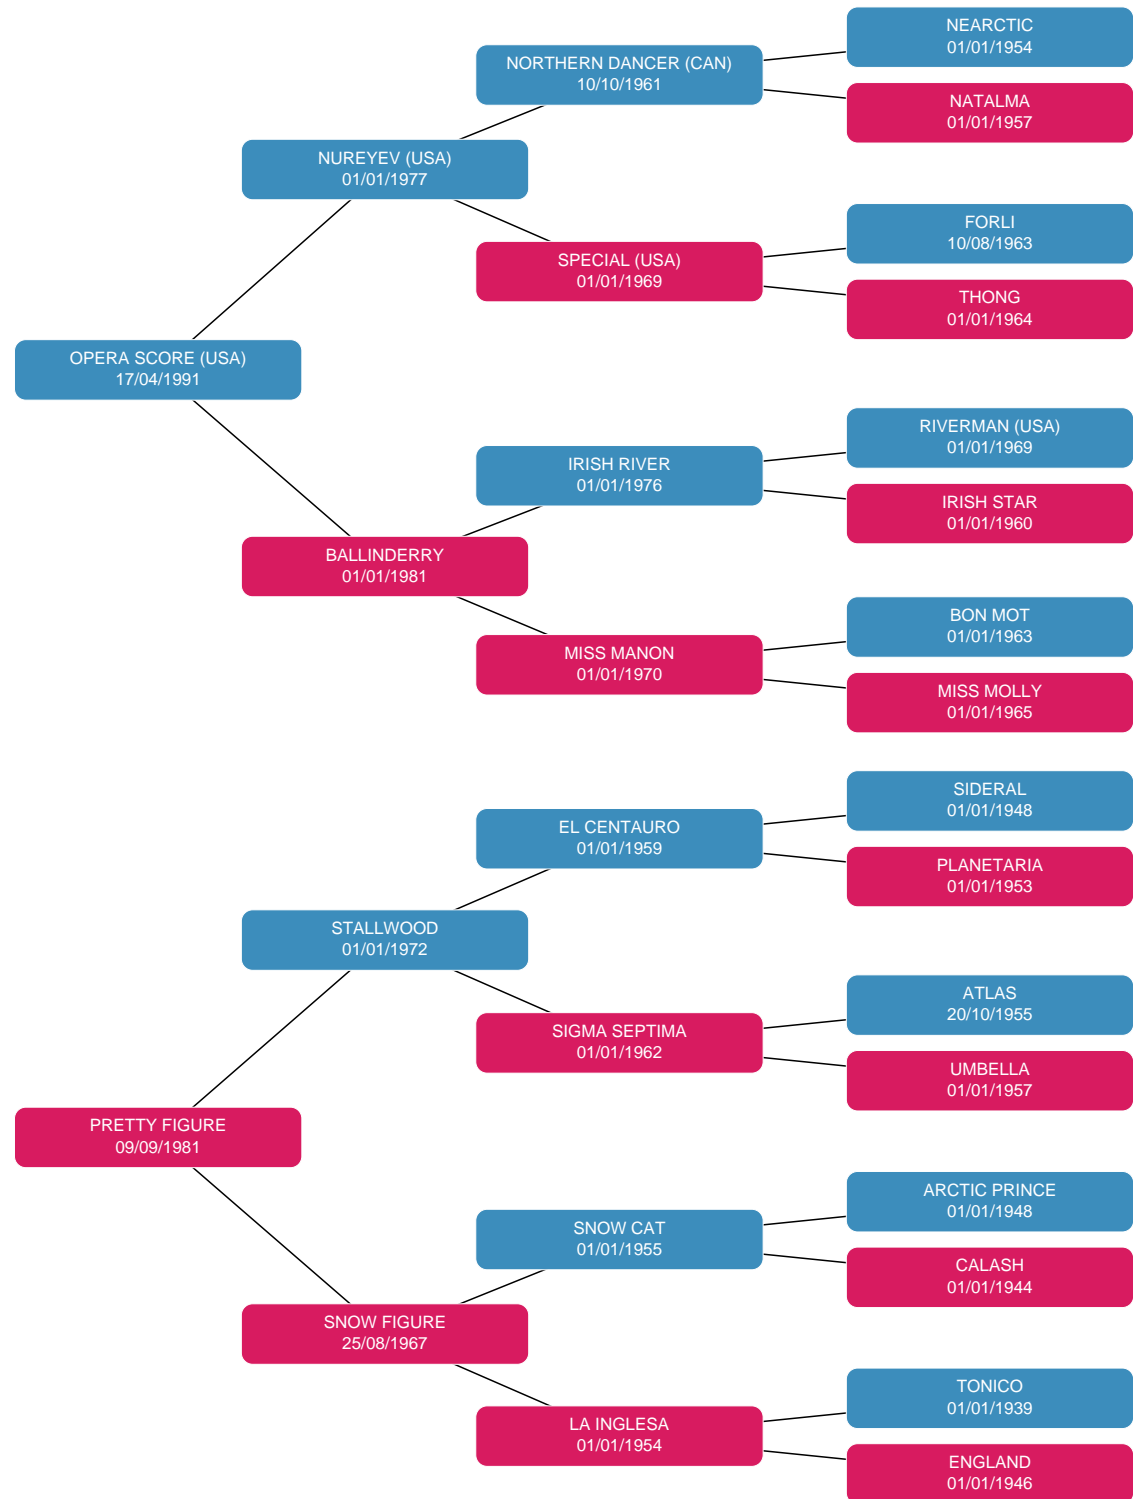 NEARCTIC
01/01/1954
NORTHERN DANCER (CAN)
10/10/1961
NATALMA
01/01/1957
NUREYEV (USA)
01/01/1977
FORLI
10/08/1963
SPECIAL (USA)
01/01/1969
THONG
01/01/1964
OPERA SCORE (USA)
17/04/1991
RIVERMAN (USA)
01/01/1969
IRISH RIVER
01/01/1976
IRISH STAR
01/01/1960
BALLINDERRY
01/01/1981
BON MOT
01/01/1963
MISS MANON
01/01/1970
MISS MOLLY
01/01/1965
SIDERAL
01/01/1948
EL CENTAURO
01/01/1959
PLANETARIA
01/01/1953
STALLWOOD
01/01/1972
ATLAS
20/10/1955
SIGMA SEPTIMA
01/01/1962
UMBELLA
01/01/1957
PRETTY FIGURE
09/09/1981
ARCTIC PRINCE
01/01/1948
SNOW CAT
01/01/1955
CALASH
01/01/1944
SNOW FIGURE
25/08/1967
TONICO
01/01/1939
LA INGLESA
01/01/1954
ENGLAND
01/01/1946